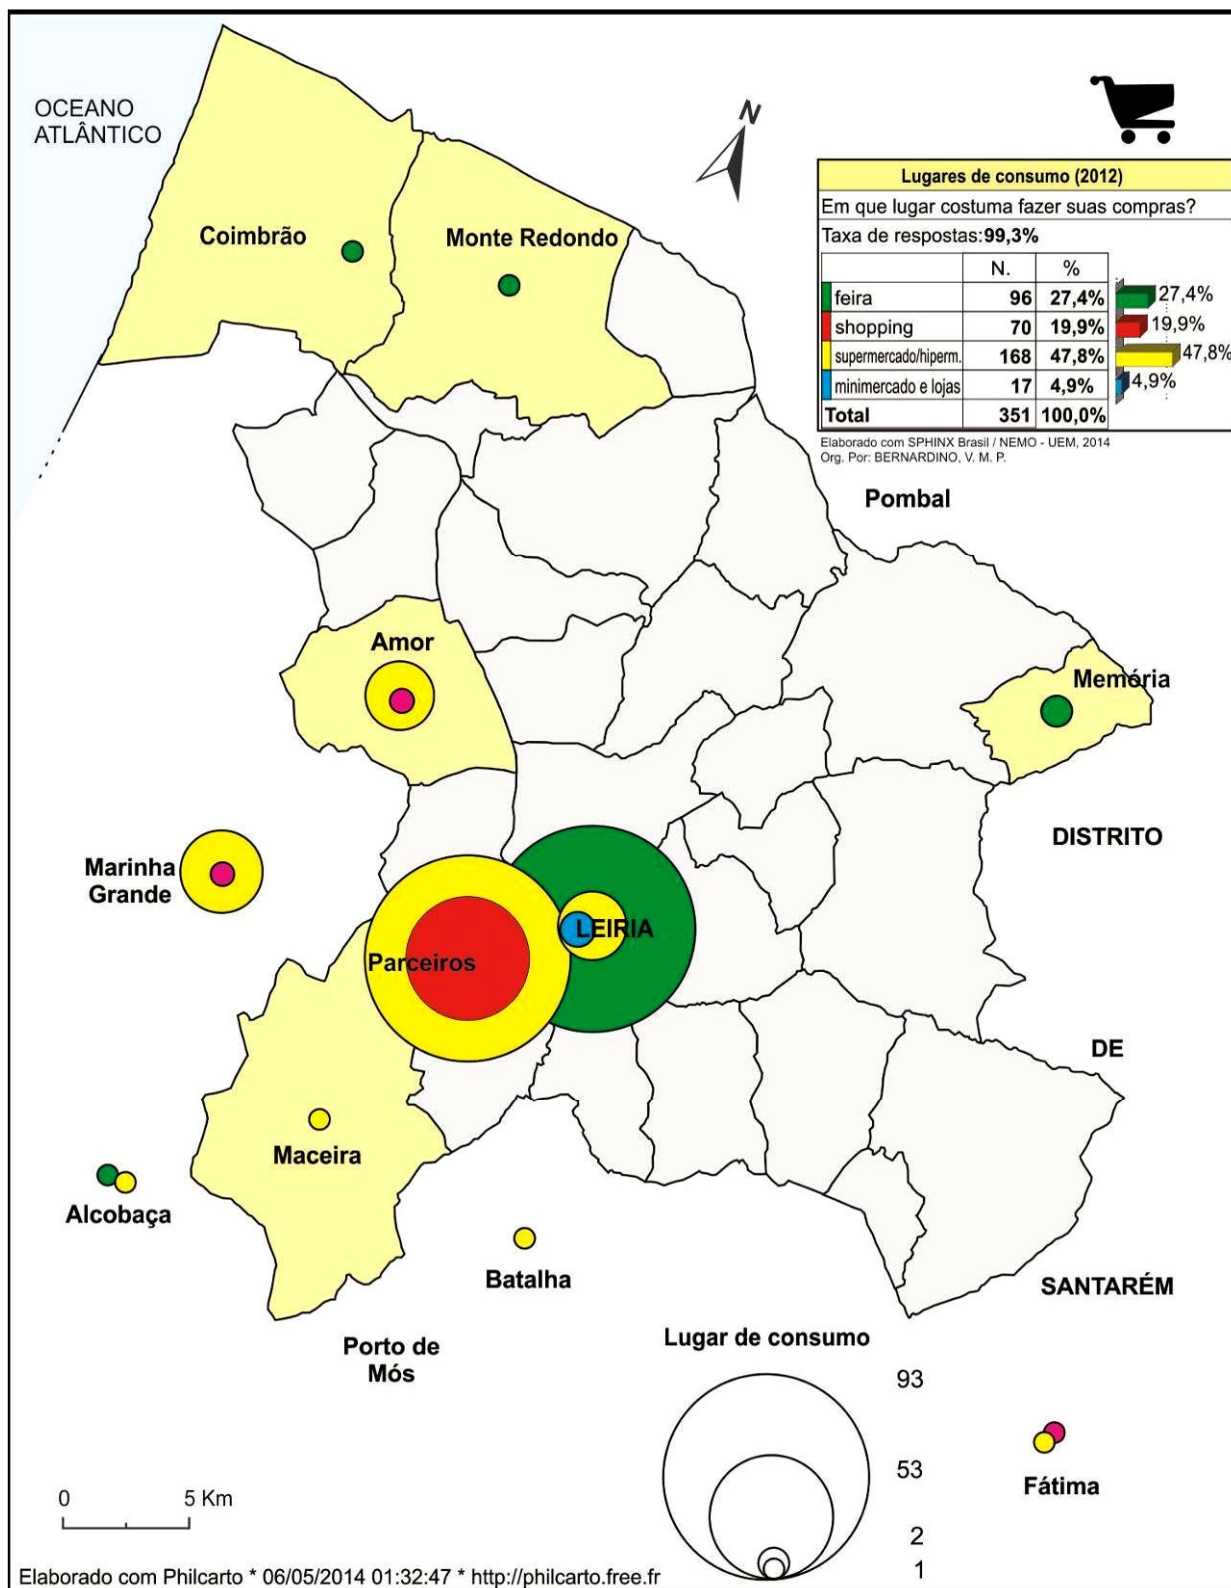 OCEANO
ATLÂNTICO
N
Lugares de consumo (2012)
Em que lugar costuma fazer suas compras?
Taxa de respostas:99,3%
N. %
feira 96 27,4% 27,4%
shopping 70 19,9% 19,9%
supermercado/hiperm. 168 47,8% 47,8%
minimercado e lojas 17 4,9% 4,9%
Total 351 100,0%
Elaborado com SPHINX Brasil / NEMO - UEM, 2014
Org. Por: BERNARDINO, V. M. P.
Coimbrão
Monte Redondo
Pombal
Amor
Memória
DISTRITO
Marinha
Grande
LEIRIA
Parceiros
DE
Maceira
Alcobaça
Batalha
SANTARÉM
Porto de
Mós
Lugar de consumo
93
53
2
1
Fátima
0 5 Km
Elaborado com Philcarto * 06/05/2014 01:32:47 * http://philcarto.free.fr